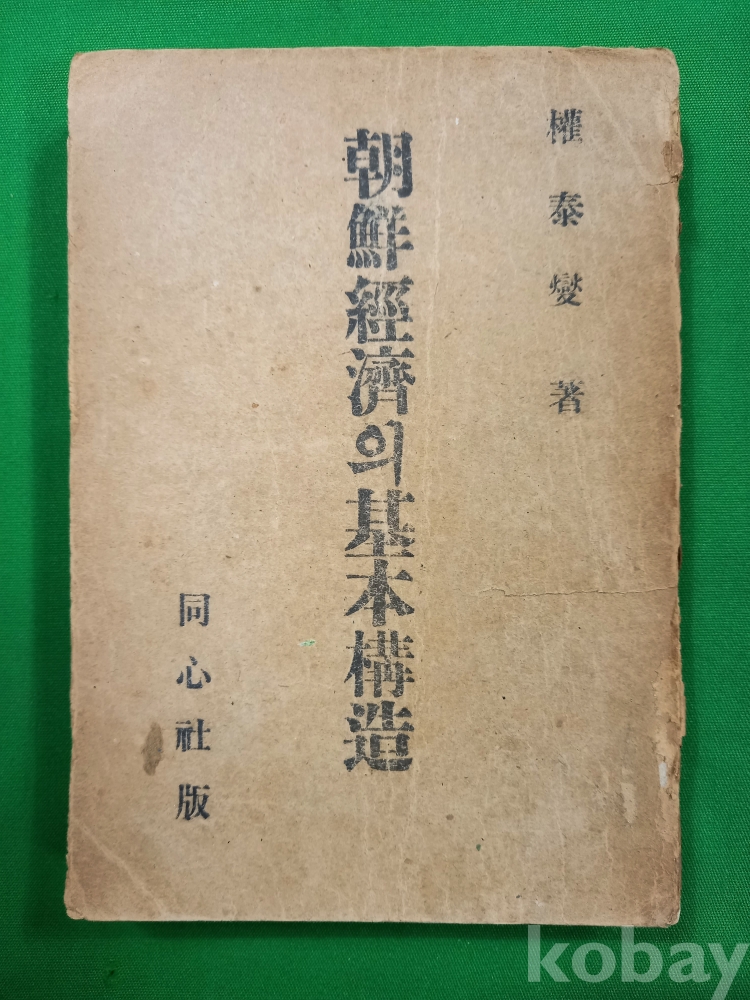 權泰燮 著
朝鮮經濟의基本構造
同心社版
kobay